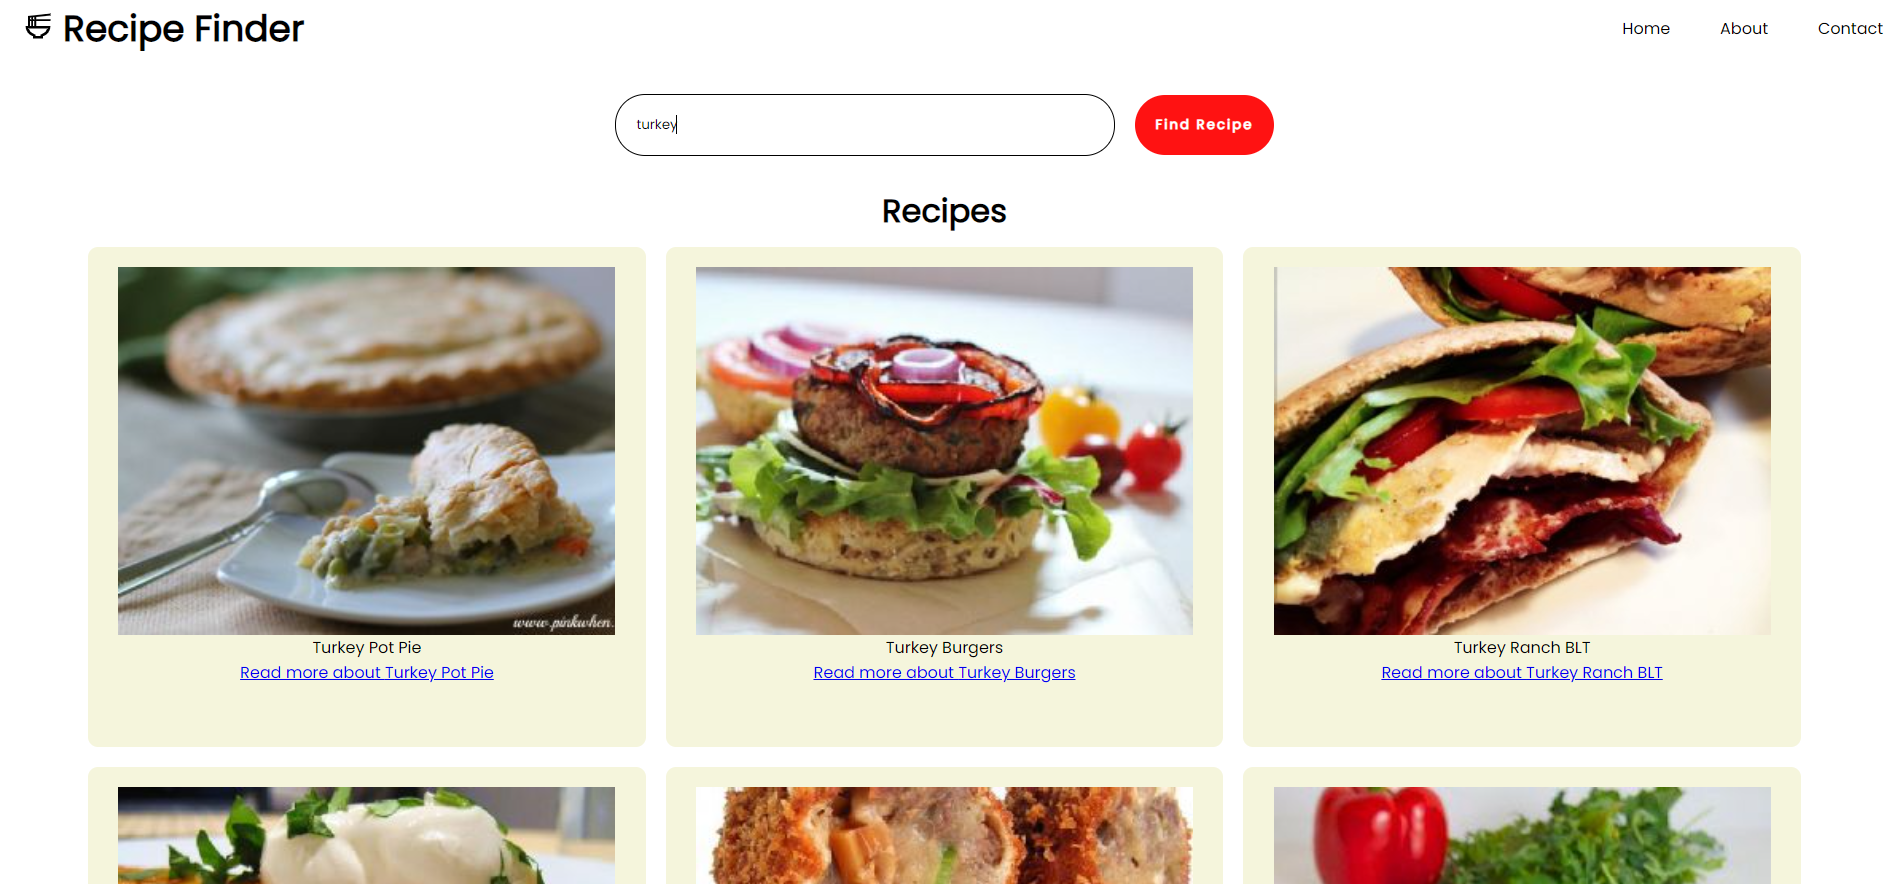 Recipe Finder
Home
About
Contact
turkey
Find Recipe
Recipes
www.pinkwhen.
Turkey Pot Pie
Read more about Turkey Pot Pie
Turkey Burgers
Read more about Turkey Burgers
Turkey Ranch BLT
Read more about Turkey Ranch BLT